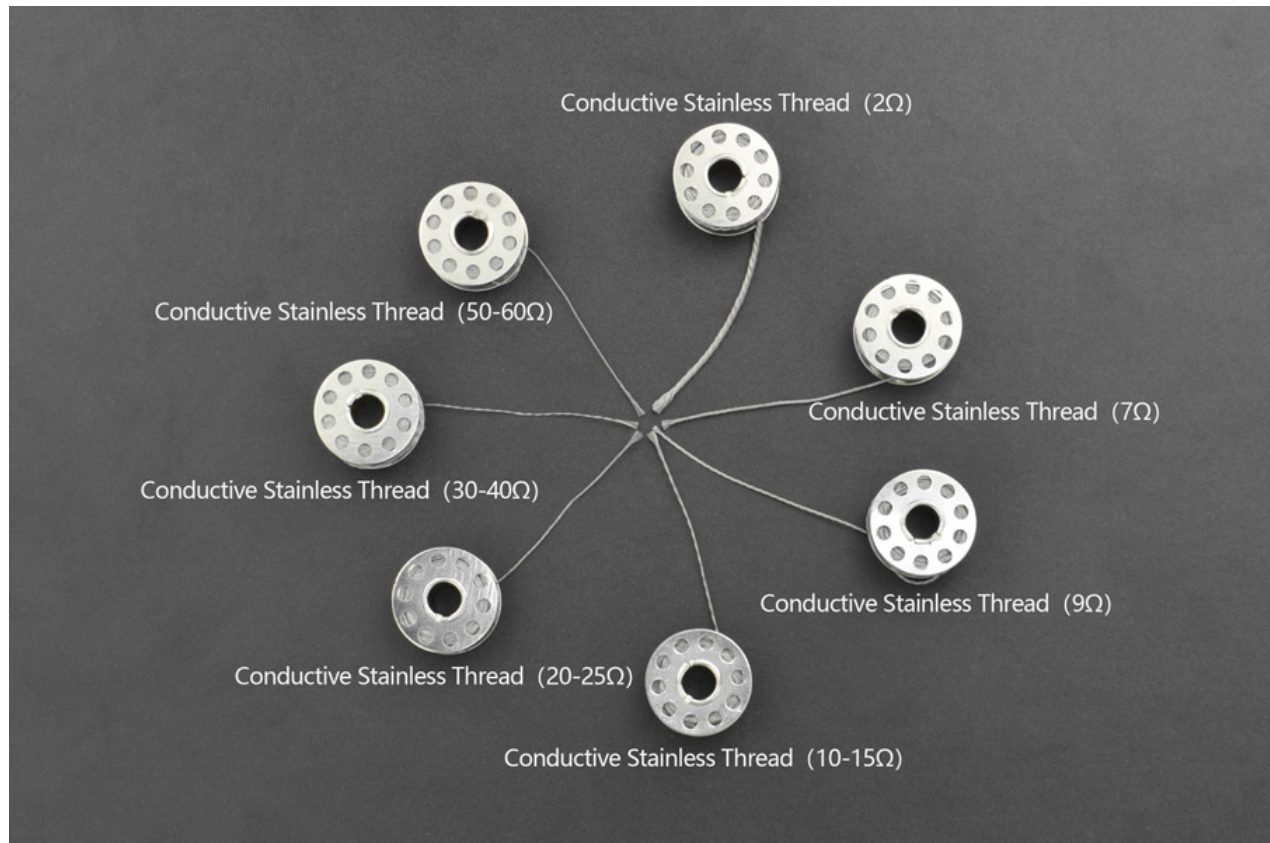 Conductive Stainless Thread（2Ω）
Conductive Stainless Thread（50-60Ω）
Conductive Stainless Thread（7Ω）
Conductive Stainless Thread（30-40Ω）
Conductive Stainless Thread（9Ω）
Conductive Stainless Thread（20-25Ω）
Conductive Stainless Thread（10-15Ω）